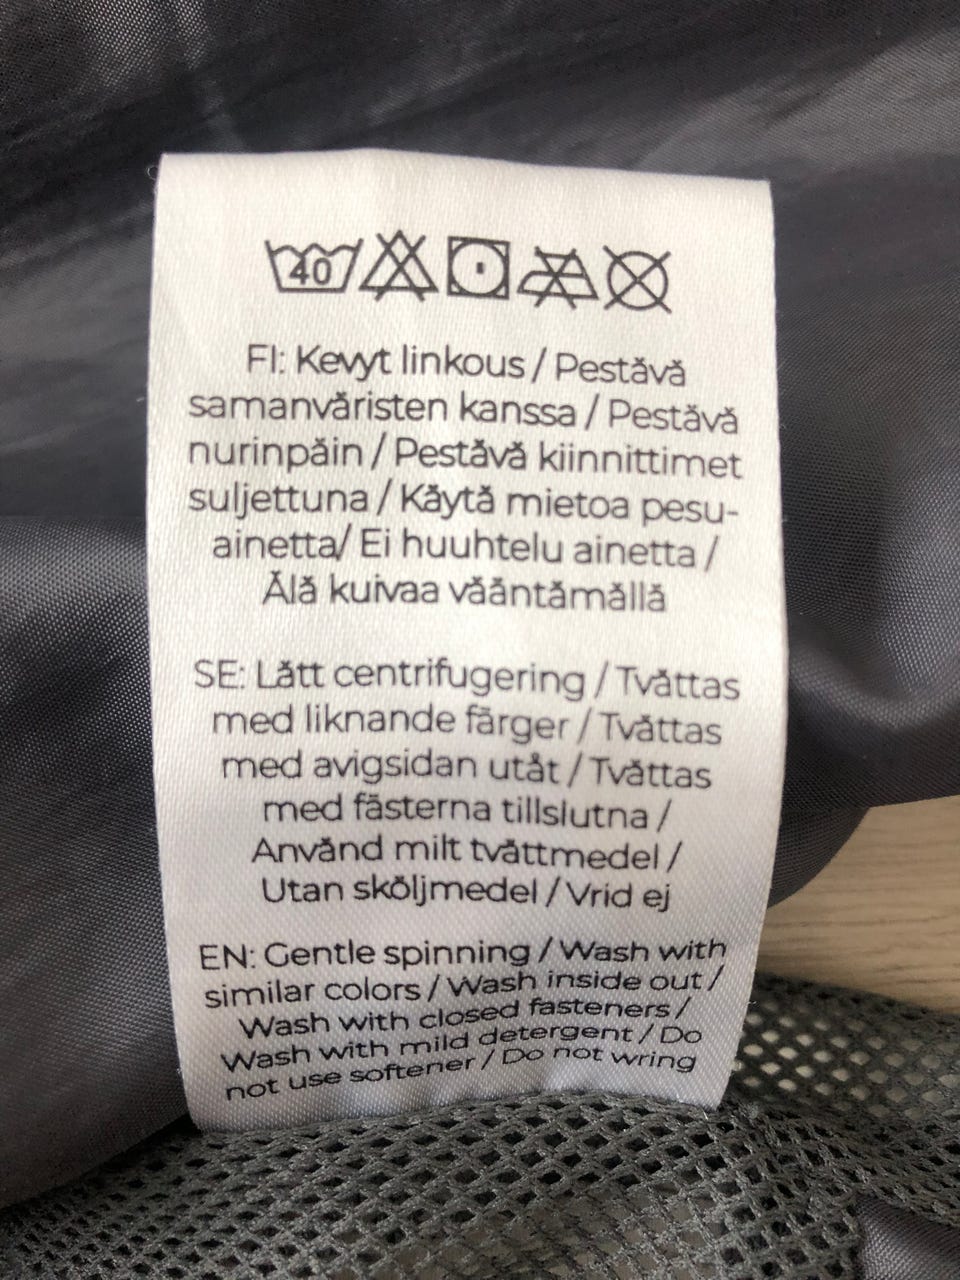 40
FI: Kevyt linkous / Pestävä
samanväristen kanssa / Pestävä
nurinpäin / Pestävä kiinnittimet
suljettuna / Käytä mietoa pesu-
ainetta/ Ei huuhtelu ainetta /
Älä kuivaa vääntämällä
SE: Lätt centrifugering / Tvättas
med liknande färger / Tvättas
med avigsidan utåt / Tvättas
med fästerna tillslutna /
Använd milt tvättmedel /
Utan sköljmedel / Vrid ej
EN: Gentle spinning / Wash with
similar colors / Wash inside out /
Wash with closed fasteners /
Wash with mild detergent / Do
not use softener / Do not wring